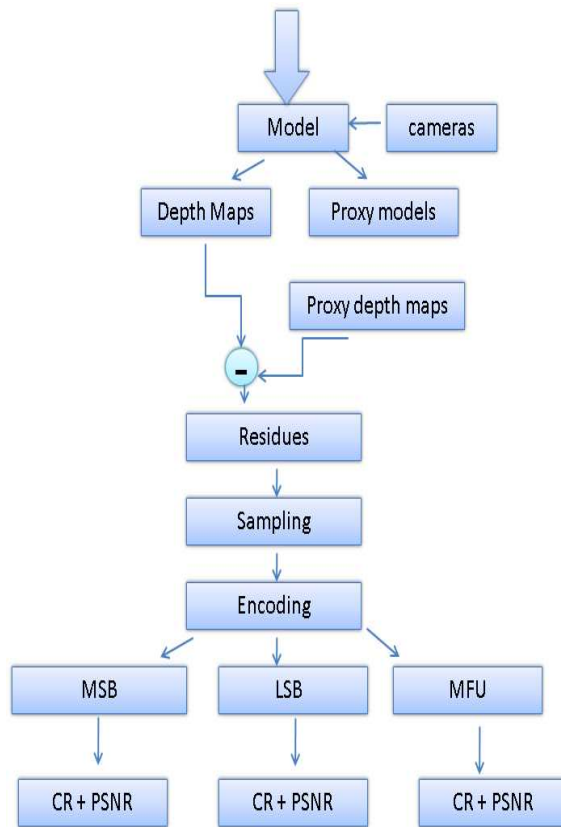 Model
cameras
Depth Maps
Proxy models
Proxy depth maps
-
Residues
Sampling
Encoding
MSB
LSB
MFU
CR + PSNR
CR + PSNR
CR + PSNR